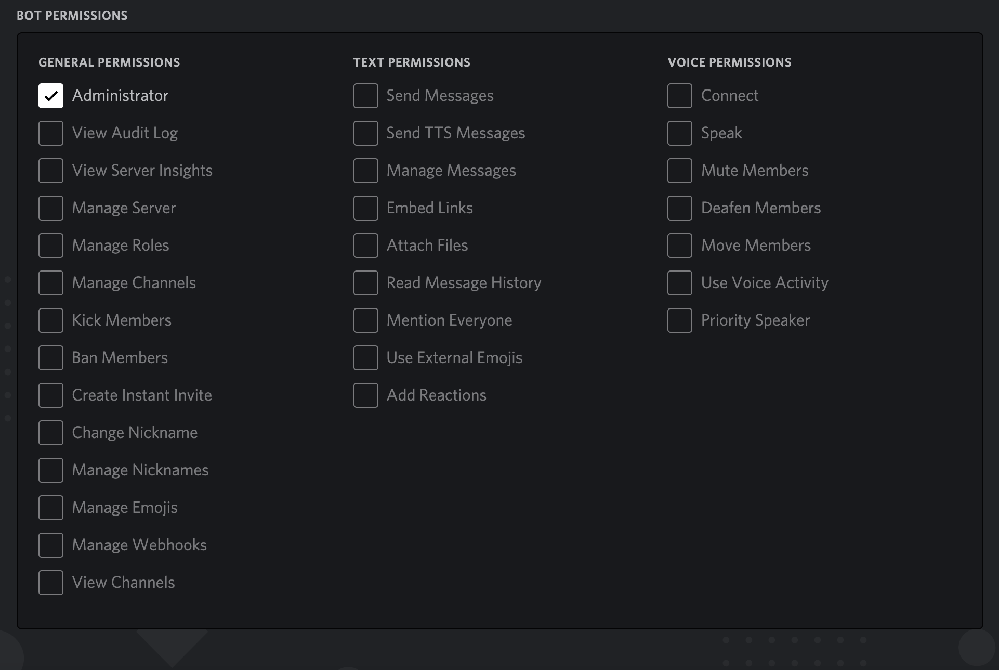 BOT PERMISSIONS
GENERAL PERMISSIONS
Administrator
View Audit Log
View Server Insights
Manage Server
Manage Roles
Manage Channels
Kick Members
Ban Members
Create Instant Invite
Change Nickname
Manage Nicknames
Manage Emojis
Manage Webhooks
View Channels
TEXT PERMISSIONS
Send Messages
Send TTS Messages
Manage Messages
Embed Links
Attach Files
Read Message History
Mention Everyone
Use External Emojis
Add Reactions
VOICE PERMISSIONS
Connect
Speak
Mute Members
Deafen Members
Move Members
Use Voice Activity
Priority Speaker